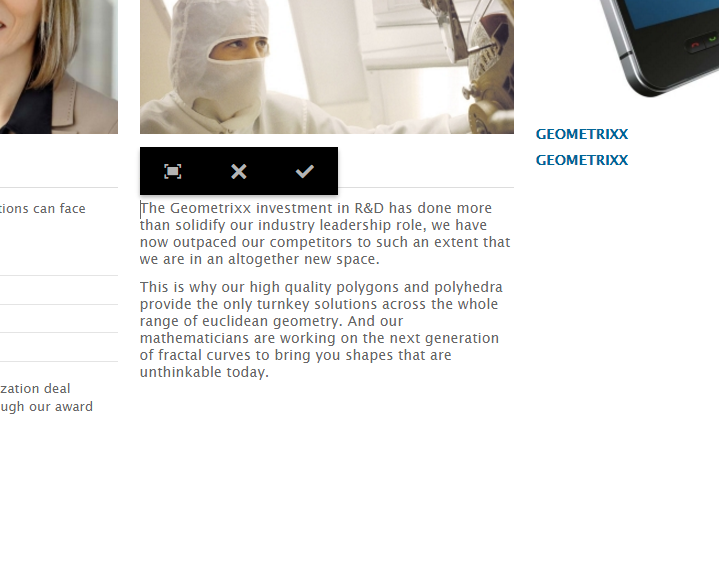 tions can face
zation deal
ugh our award
The Geometrixx investment in R&D has done more
than solidify our industry leadership role, we have
now outpaced our competitors to such an extent that
we are in an altogether new space.
This is why our high quality polygons and polyhedra
provide the only turnkey solutions across the whole
range of euclidean geometry. And our
mathematicians are working on the next generation
of fractal curves to bring you shapes that are
unthinkable today.
GEOMETRIXX
GEOMETRIXX